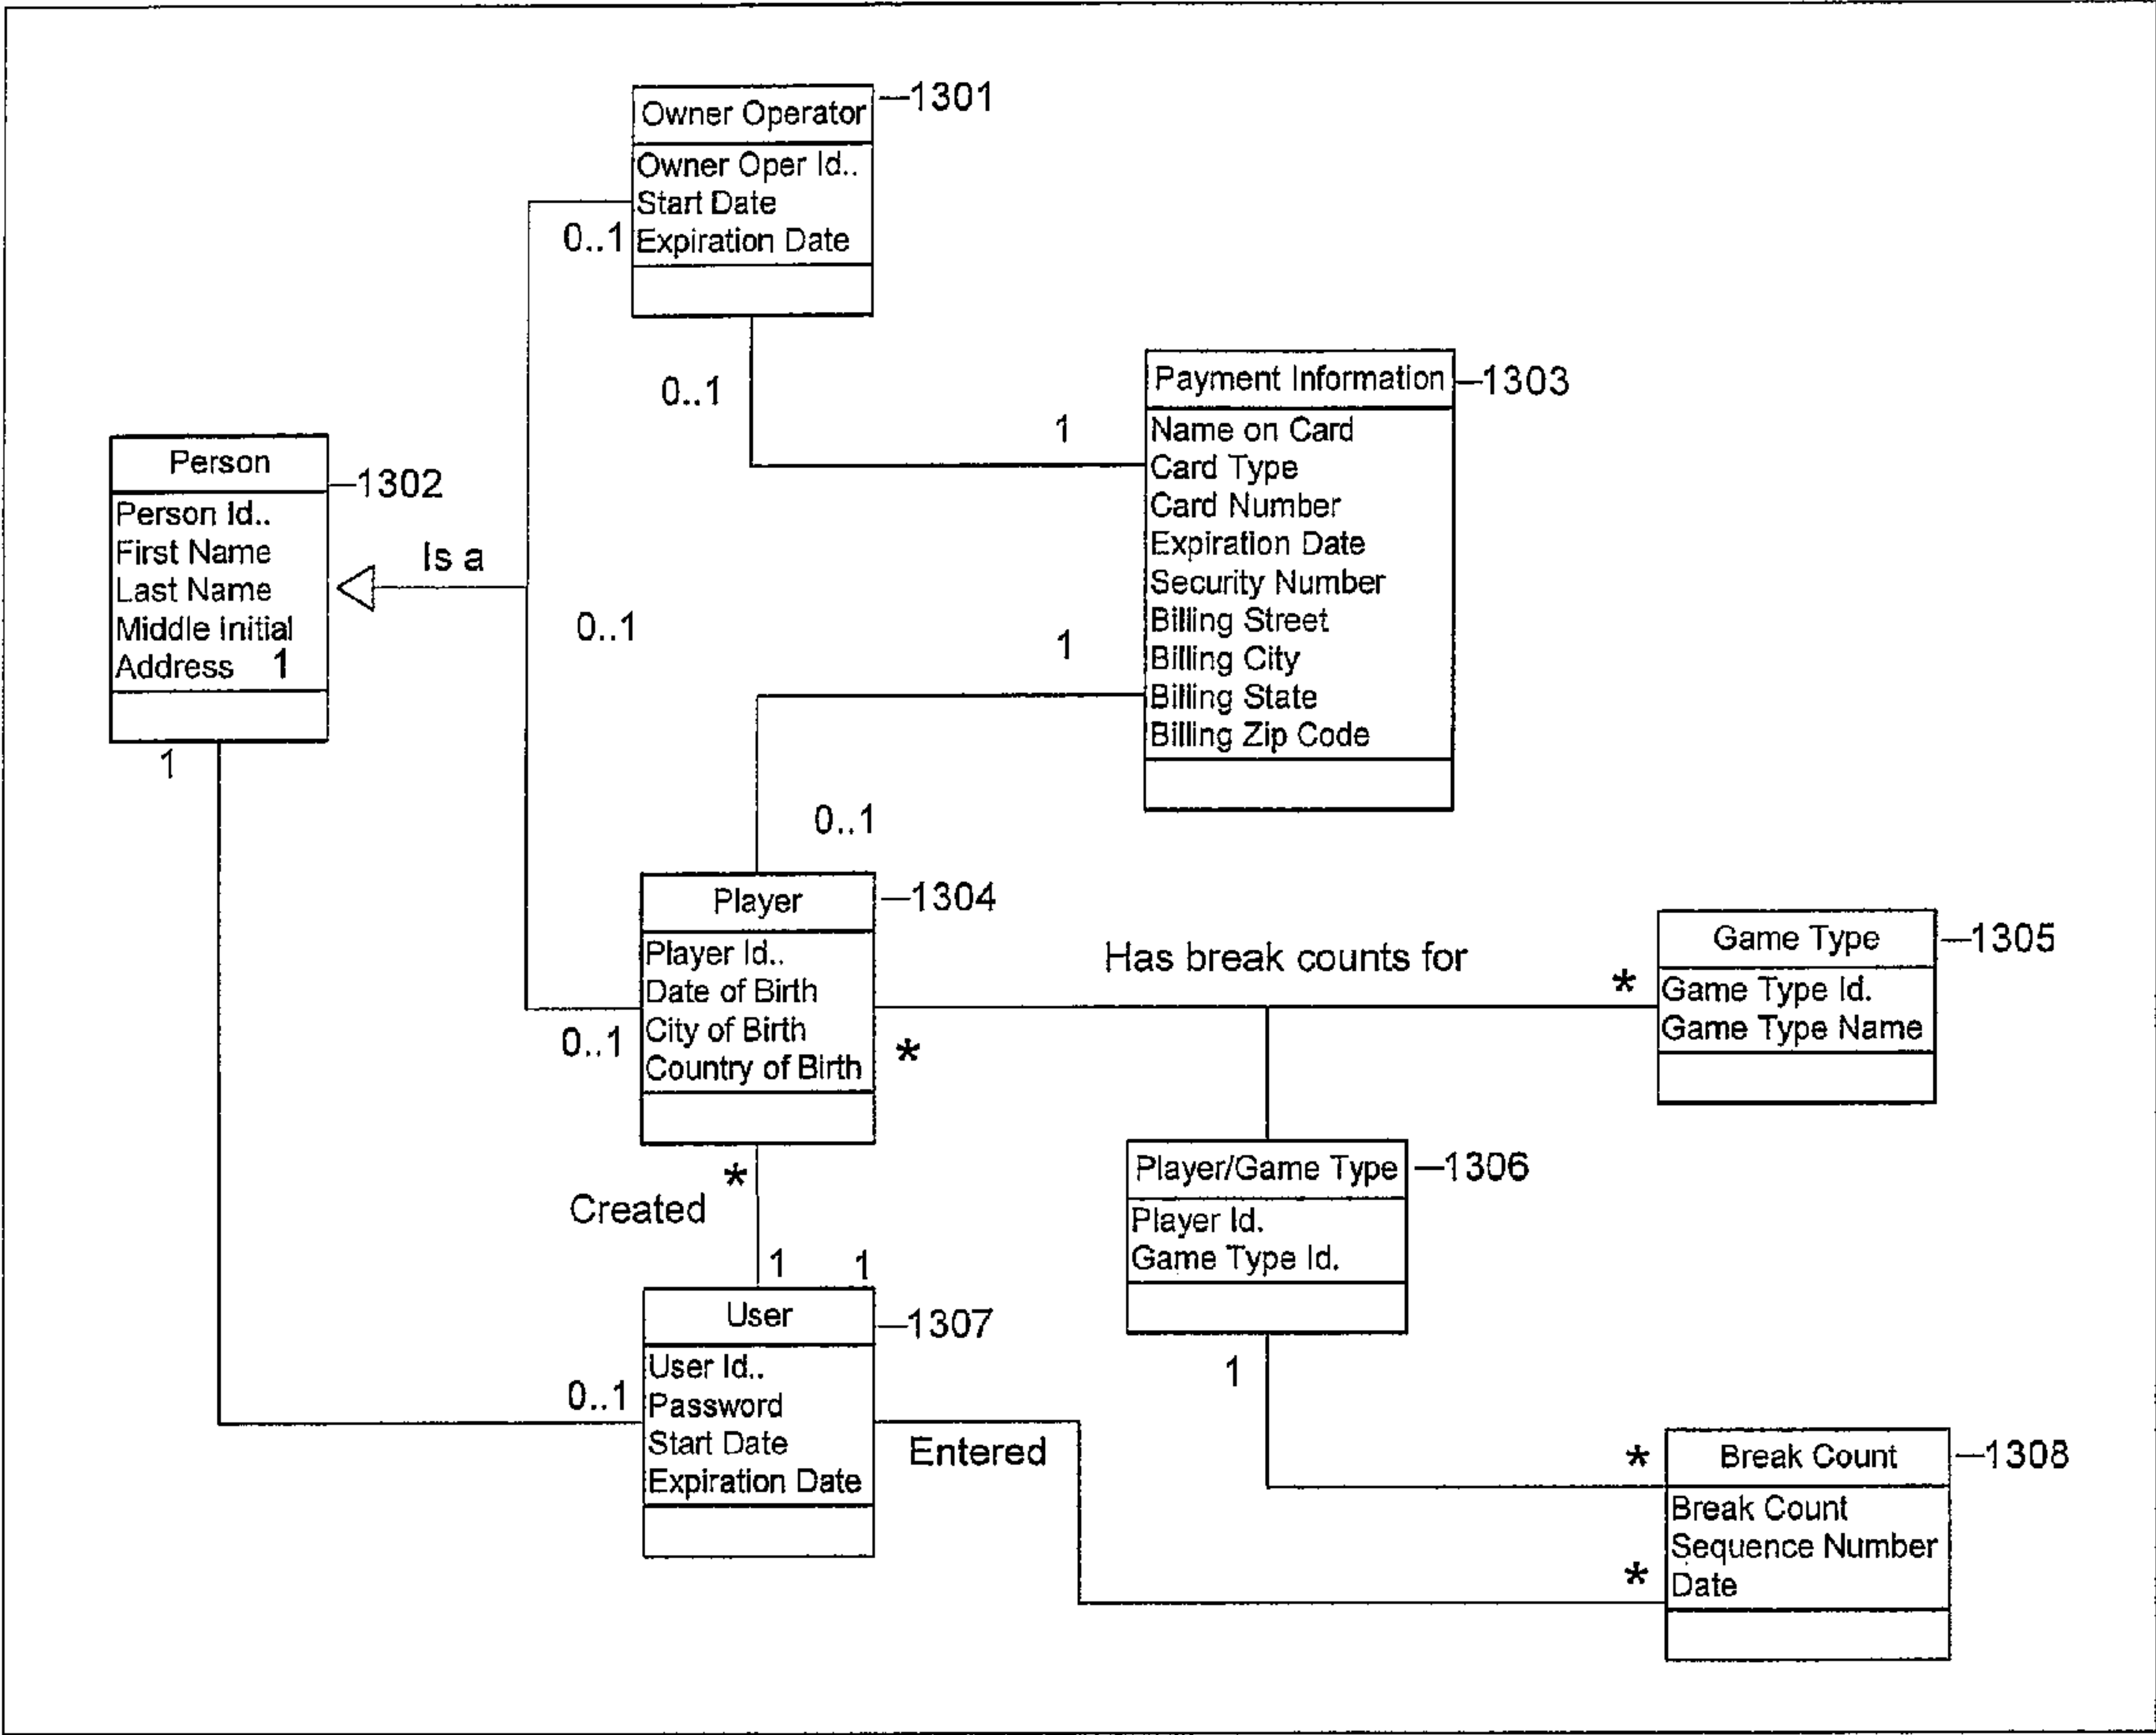 Owner Operator
1301
Owner Oper Id..
Start Date
Expiration Date
0..1
0..1
Payment Information
1303
1
Name on Card
Card Type
Card Number
Expiration Date
Security Number
Billing Street
Billing City
Billing State
Billing Zip Code
Person
1302
Person Id..
First Name
Last Name
Middle Initial
Address 1
Is a
0..1
1
1
0..1
Player
1304
Player Id..
Date of Birth
City of Birth
Country of Birth
0..1
*
Has break counts for
*
Game Type
1305
Game Type Id.
Game Type Name
*
Created
1
1
Player/Game Type
1306
Player Id.
Game Type Id.
1
User
1307
User Id..
Password
Start Date
Expiration Date
0..1
Entered
*
Break Count
1308
Break Count
Sequence Number
Date
*